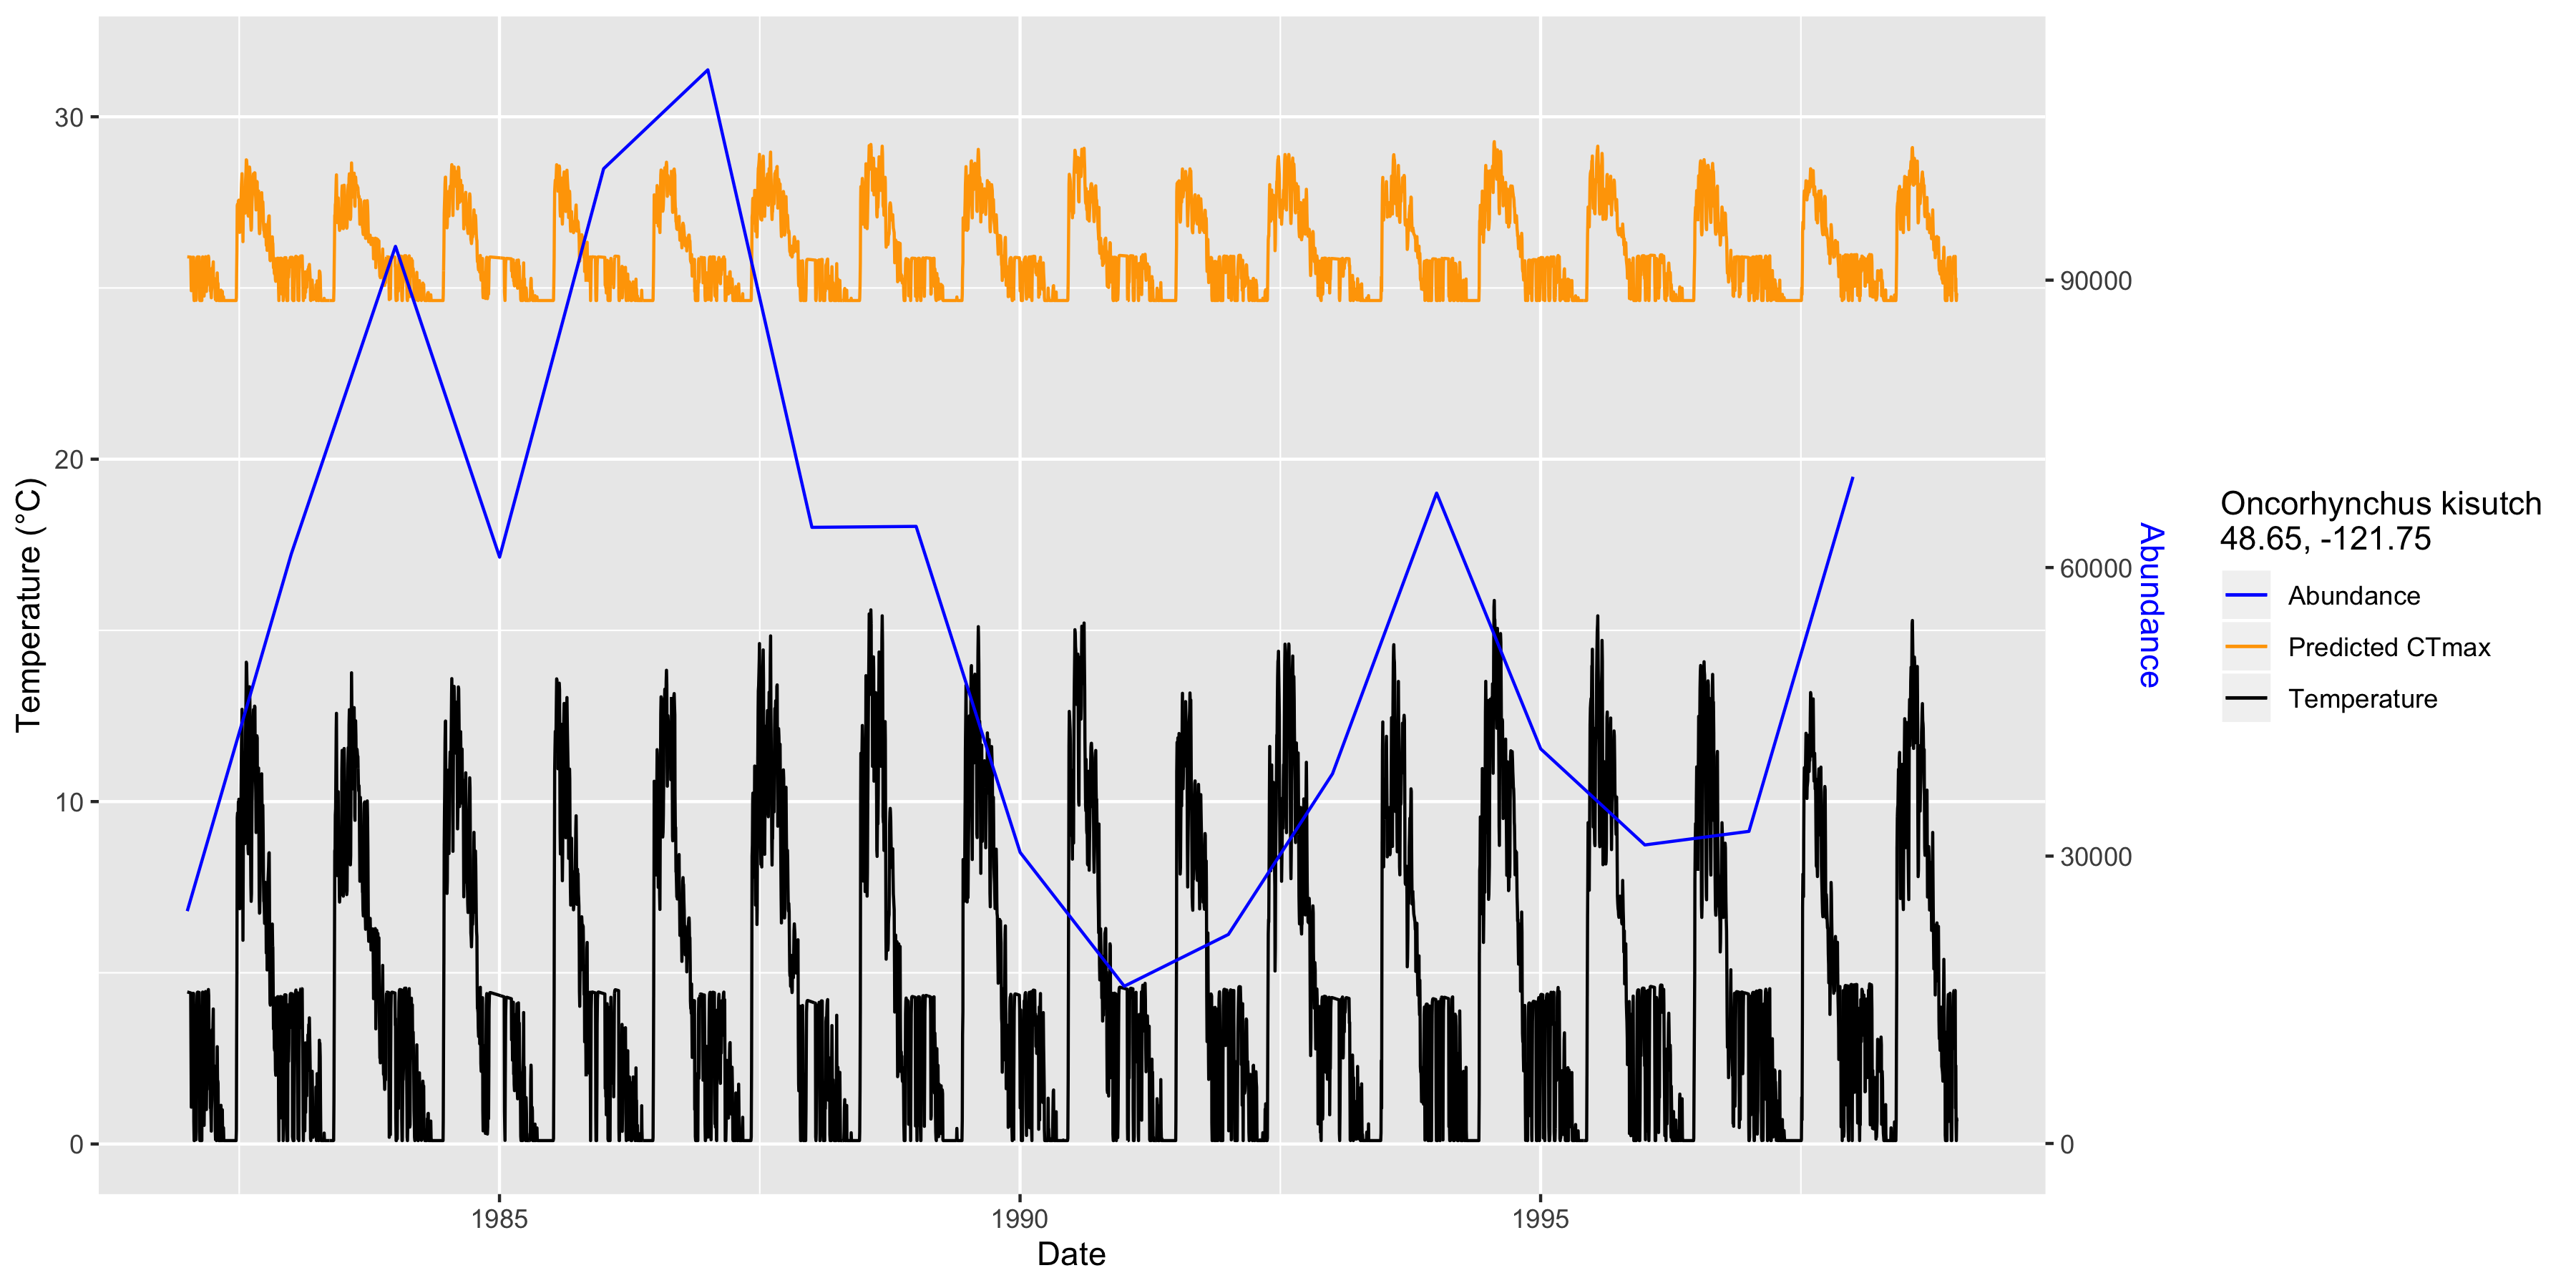 30
20
10
0
Temperature (°C)
1985
1990
1995
Date
90000
60000
30000
0
Abundance
Oncorhynchus kisutch
48.65, -121.75
Abundance
Predicted CTmax
Temperature